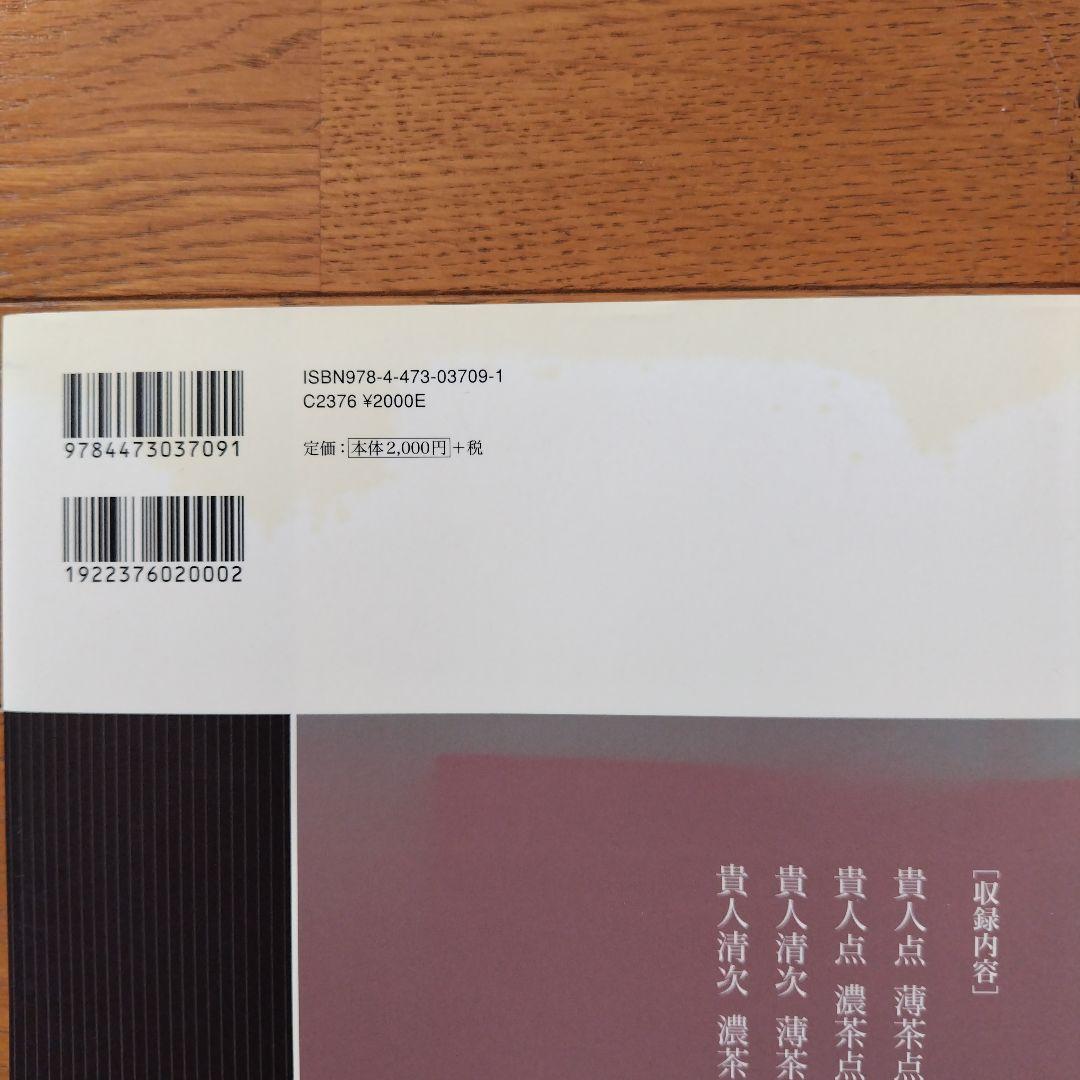 ISBN978-4-473-03709-1
C2376 ¥2000E
定価：本体2,000円＋税
9784473037091
1922376020002
［収録内容］
貴人点 薄茶点
貴人点 濃茶点
貴人清次 薄茶
貴人清次 濃茶